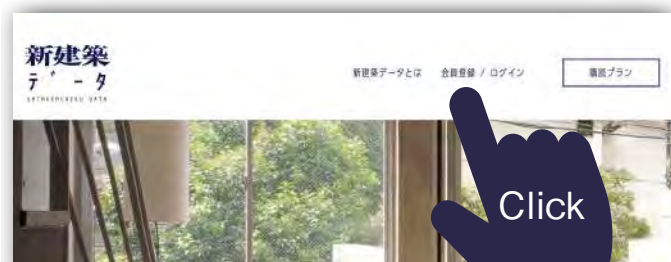 新建築
データ
SHINKENCHIKU DATA
新建築データとは 会員登録 / ログイン 購読プラン
Click